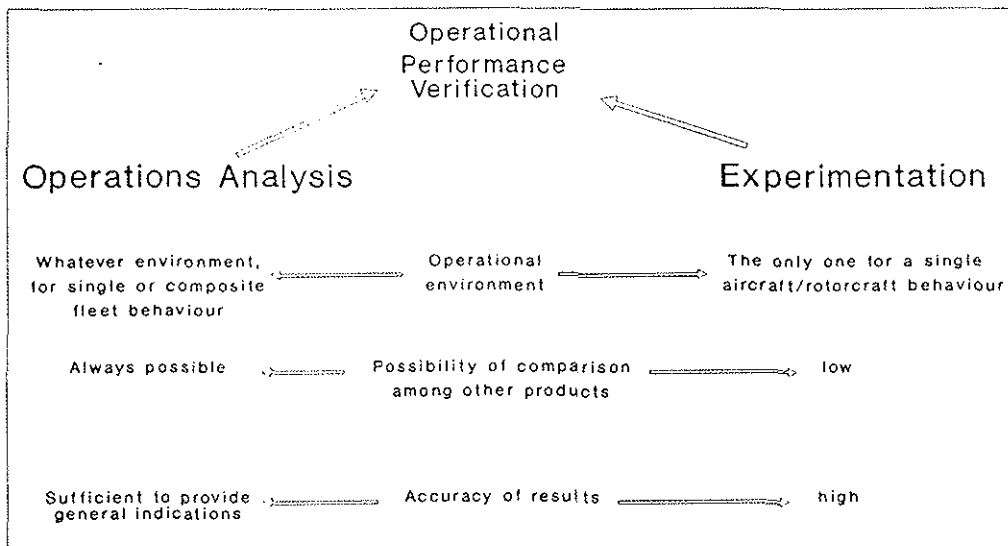 Operational
Performance
Verification
Operations Analysis
Experimentation
Whatever environment,
for single or composite
fleet behaviour
Operational
environment
The only one for a single
aircraft/rotorcraft behaviour
Always possible
Possibility of comparison
among other products
low
Sufficient to provide
general indications
Accuracy of results
high